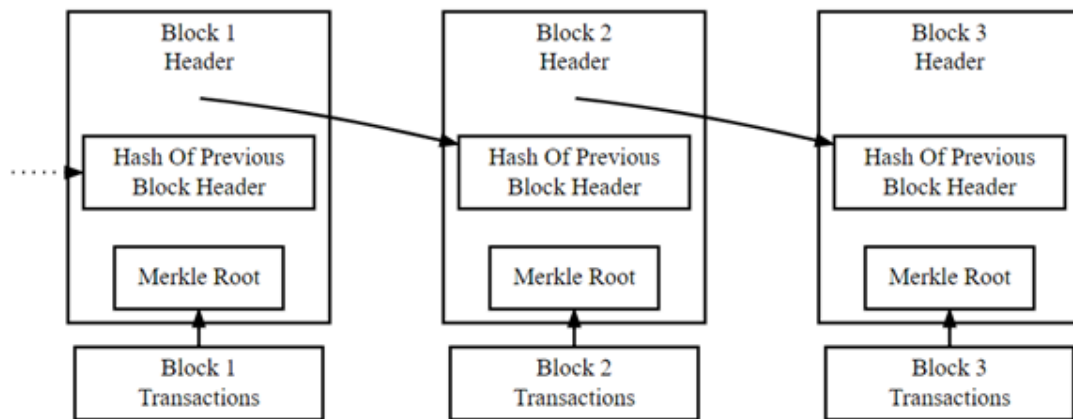 Block 1
Header
Hash Of Previous
Block Header
Merkle Root
Block 1
Transactions
Block 2
Header
Hash Of Previous
Block Header
Merkle Root
Block 2
Transactions
Block 3
Header
Hash Of Previous
Block Header
Merkle Root
Block 3
Transactions